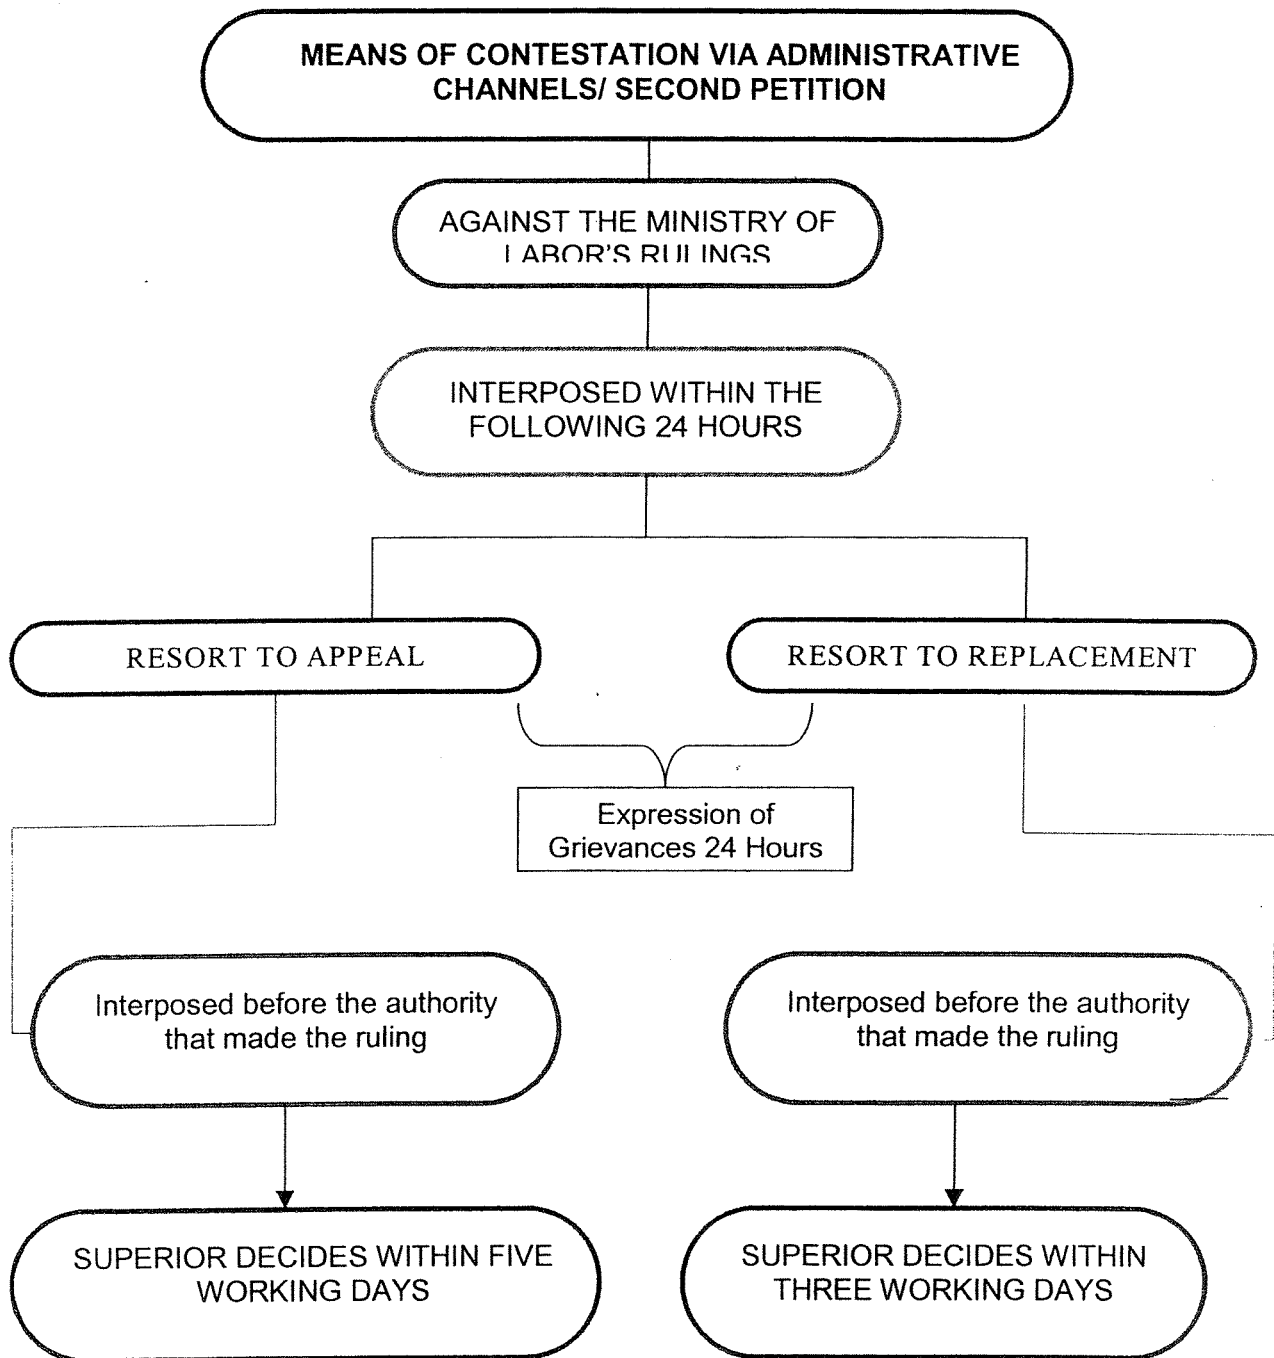 MEANS OF CONTESTATION VIA ADMINISTRATIVE
CHANNELS/ SECOND PETITION
AGAINST THE MINISTRY OF
LABOR'S RULINGS
INTERPOSED WITHIN THE
FOLLOWING 24 HOURS
RESORT TO APPEAL
RESORT TO REPLACEMENT
Expression of
Grievances 24 Hours
Interposed before the authority
that made the ruling
Interposed before the authority
that made the ruling
SUPERIOR DECIDES WITHIN FIVE
WORKING DAYS
SUPERIOR DECIDES WITHIN
THREE WORKING DAYS